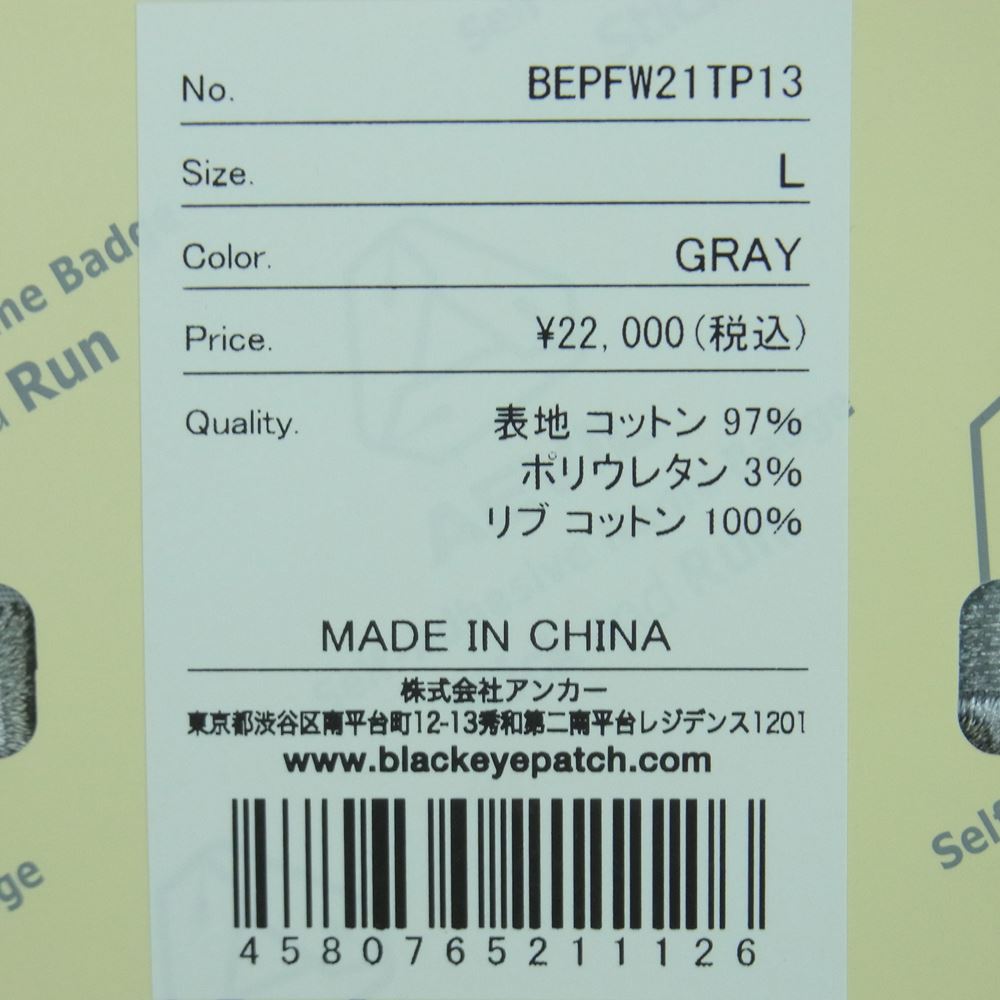 No. BEPFW21TP13
Size. L
Color. GRAY
Price. ¥22,000(税込)
Quality. 表地 コットン 97%
ポリウレタン 3%
リブ コットン 100%
MADE IN CHINA
株式会社アンカー
東京都渋谷区南平台町12-13秀和第二南平台レジデンス1201
www.blackeyepatch.com
4580765211126
Run
Self